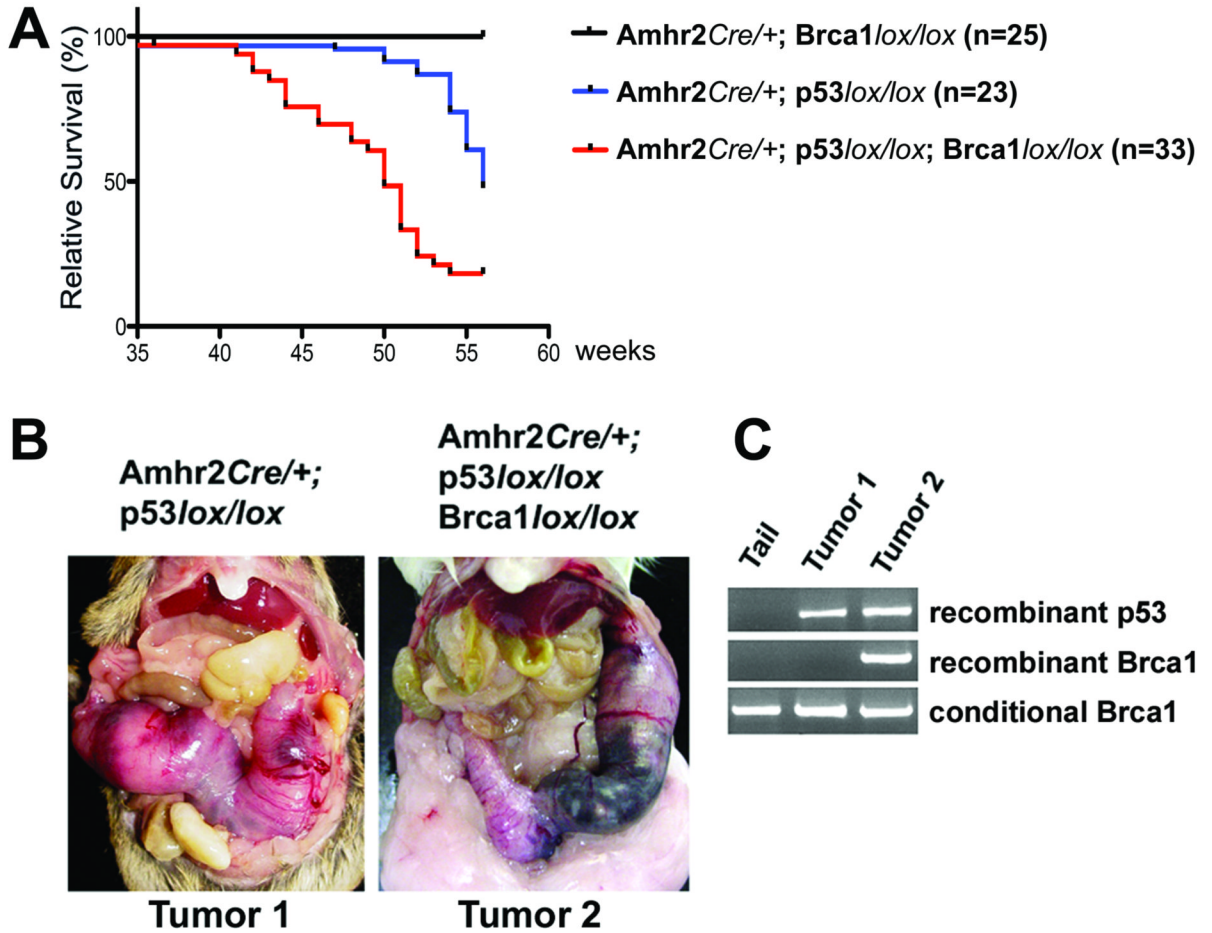 A
Relative Survival (%)
100
50
0
35 40 45 50 55 60 weeks
Amhr2Cre/+; Brca1lox/lox (n=25)
Amhr2Cre/+; p53lox/lox (n=23)
Amhr2Cre/+; p53lox/lox; Brca1lox/lox (n=33)
B
Amhr2Cre/+;
p53lox/lox
Amhr2Cre/+;
p53lox/lox
Brca1lox/lox
Tumor 1
Tumor 2
C
Tail
Tumor 1
Tumor 2
recombinant p53
recombinant Brca1
conditional Brca1